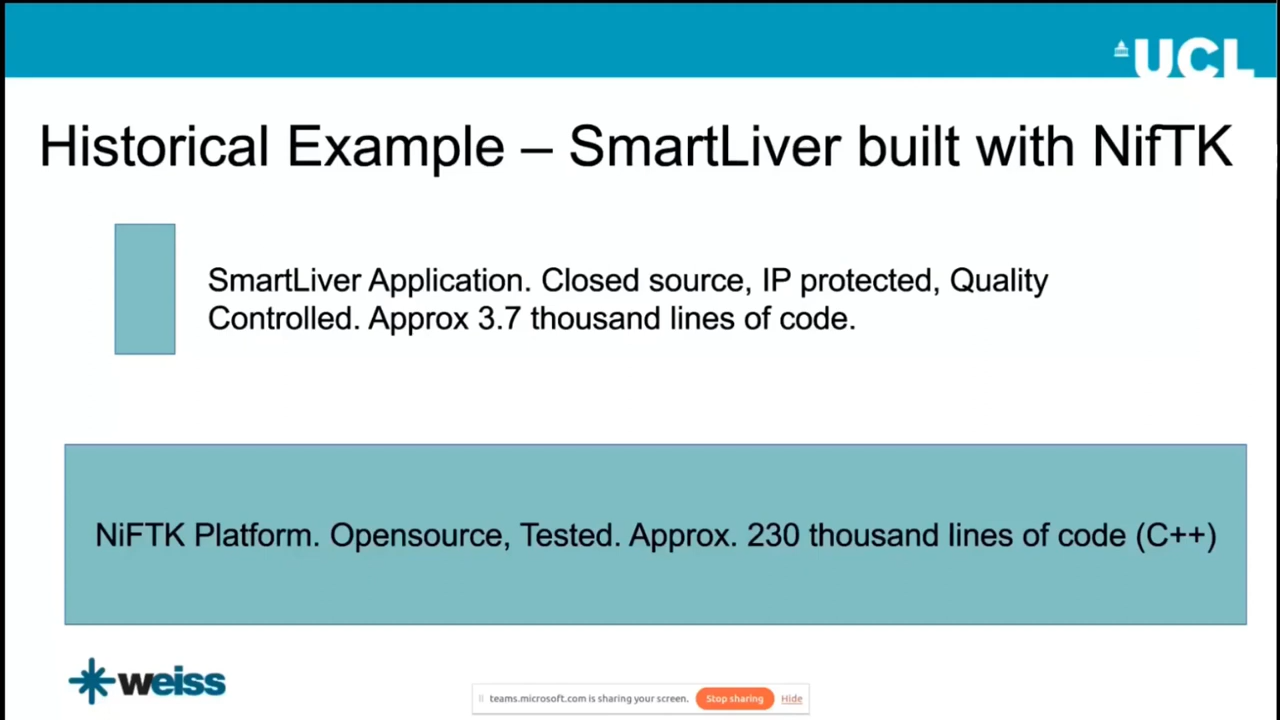 UCL
Historical Example – SmartLiver built with NifTK
SmartLiver Application. Closed source, IP protected, Quality
Controlled. Approx 3.7 thousand lines of code.
NiFTK Platform. Opensource, Tested. Approx. 230 thousand lines of code (C++)
weiss
teams.microsoft.com is sharing your screen. Stop sharing Hide